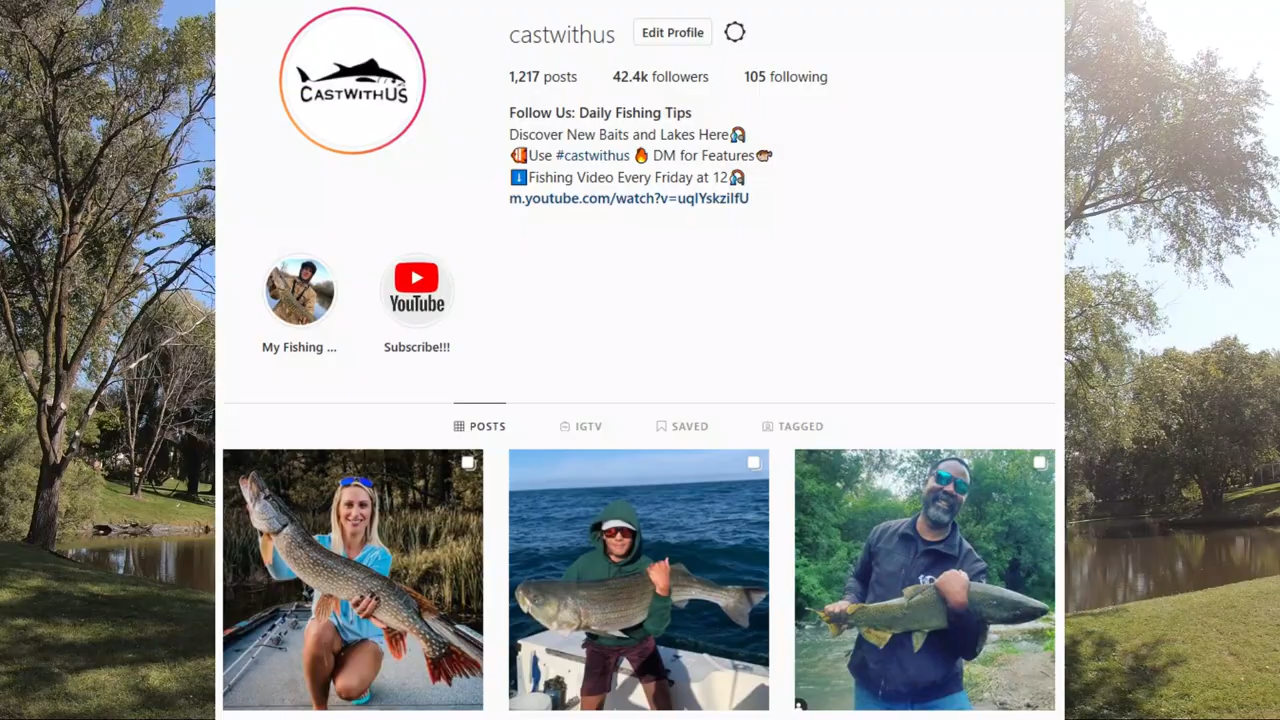 CASTWITHUS
castwithus Edit Profile
1,217 posts 42.4k followers 105 following
Follow Us: Daily Fishing Tips
Discover New Baits and Lakes Here🎣
🐠Use #castwithus 🔥 DM for Features🐡
⬇️Fishing Video Every Friday at 12🎣
m.youtube.com/watch?v=uqlYskziIfU
YouTube
My Fishing ... Subscribe!!!
POSTS IGTV SAVED TAGGED